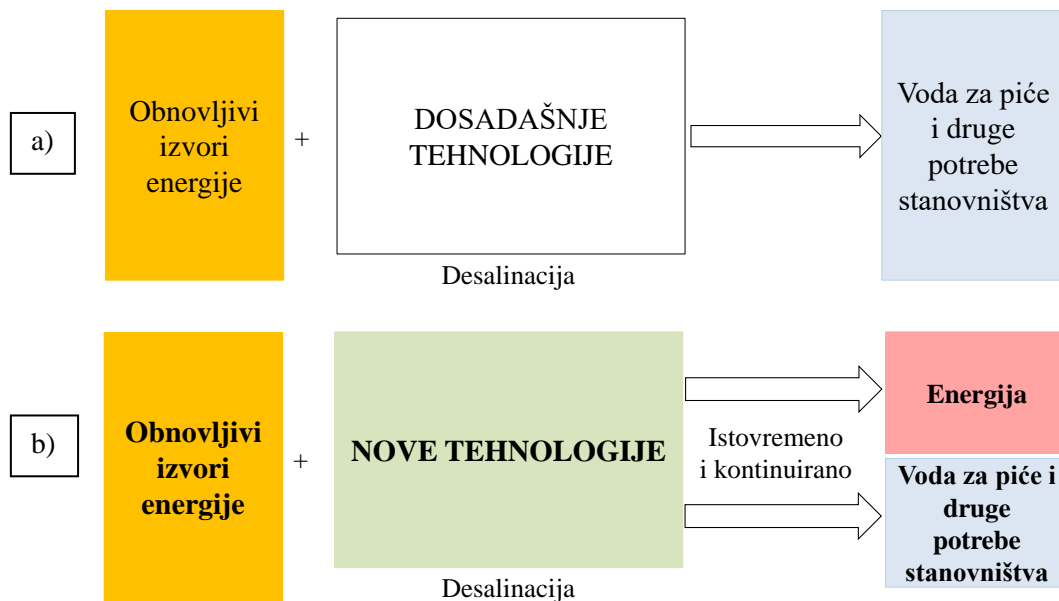 a)
Obnovljivi
izvori
energije
+
DOSADAŠNJE
TEHNOLOGIJE
Voda za piće
i druge
potrebe
stanovništva
Desalinacija
b)
Obnovljivi
izvori
energije
+
NOVE TEHNOLOGIJE
Istovremeno
i kontinuirano
Energija
Voda za piće i
druge
potrebe
stanovništva
Desalinacija